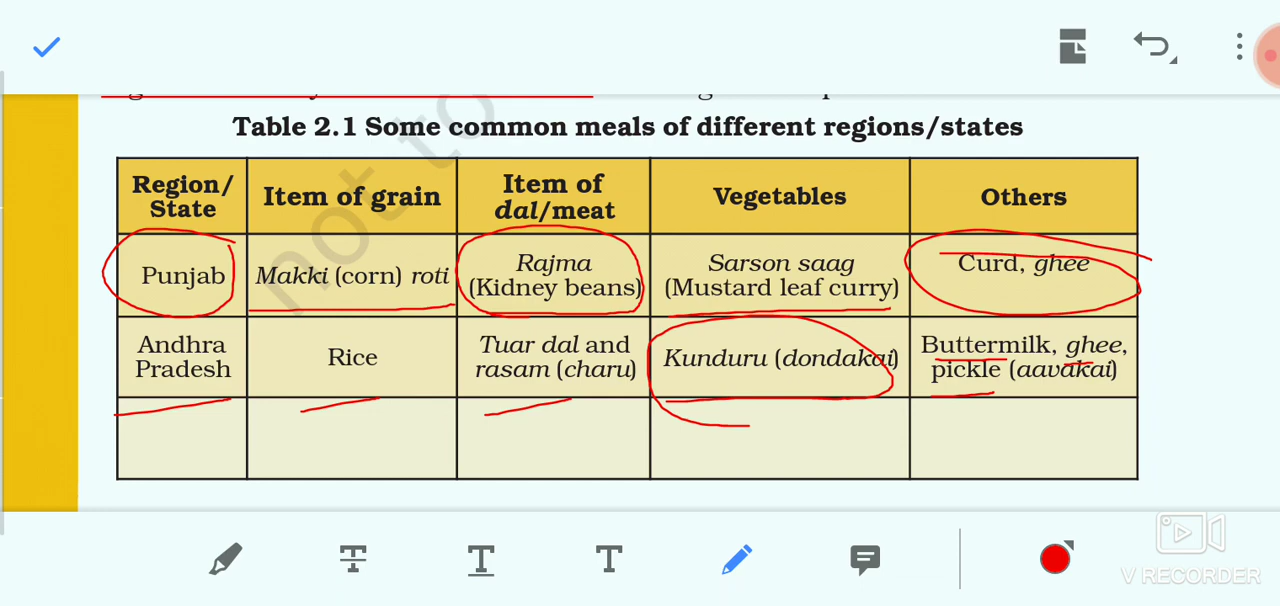 Table 2.1 Some common meals of different regions/states
Region/ State
Item of grain
Item of dal/meat
Vegetables
Others
Punjab
Makki (corn) roti
Rajma (Kidney beans)
Sarson saag (Mustard leaf curry)
Curd, ghee
Andhra Pradesh
Rice
Tuar dal and rasam (charu)
Kunduru (dondakai)
Buttermilk, ghee, pickle (aavakai)
not to
T
T
T
V RECORDER